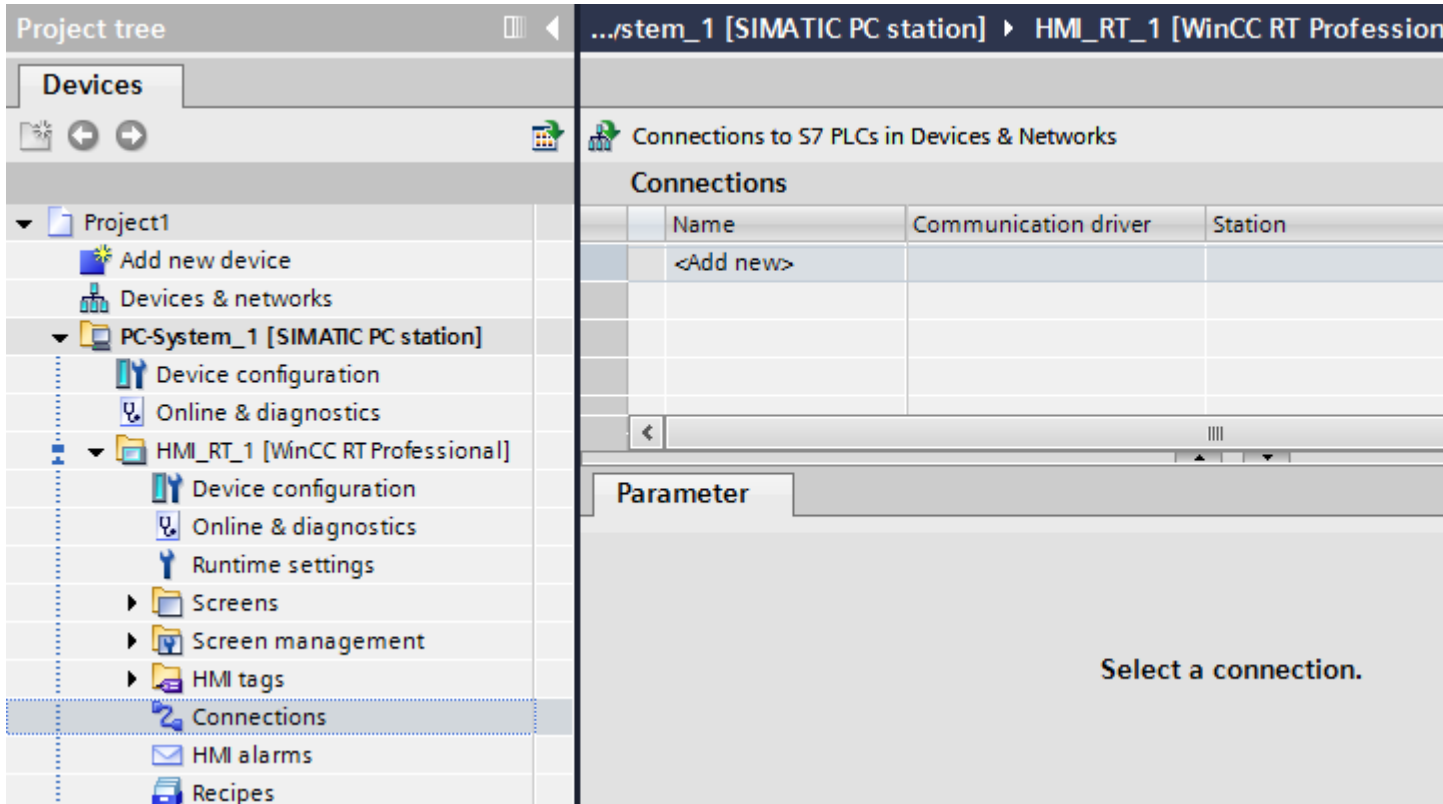 Project tree
Devices
Project1
Add new device
Devices & networks
PC-System_1 [SIMATIC PC station]
Device configuration
Online & diagnostics
HMI_RT_1 [WinCC RT Professional]
Device configuration
Online & diagnostics
Runtime settings
Screens
Screen management
HMI tags
Connections
HMI alarms
Recipes
.../stem_1 [SIMATIC PC station] ▸ HMI_RT_1 [WinCC RT Profession
Connections to S7 PLCs in Devices & Networks
Connections
Name Communication driver Station
<Add new>
Parameter
Select a connection.